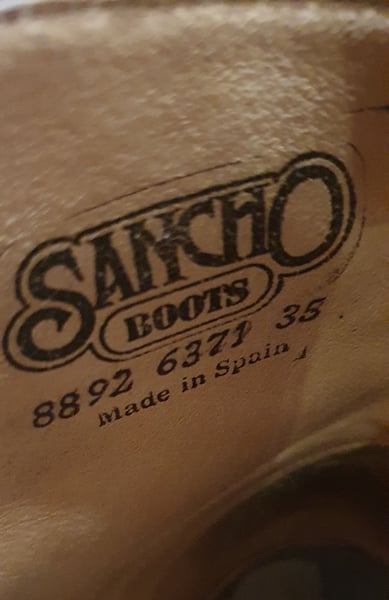 SANCHO
BOOTS
8892 6371 35
Made in Spain